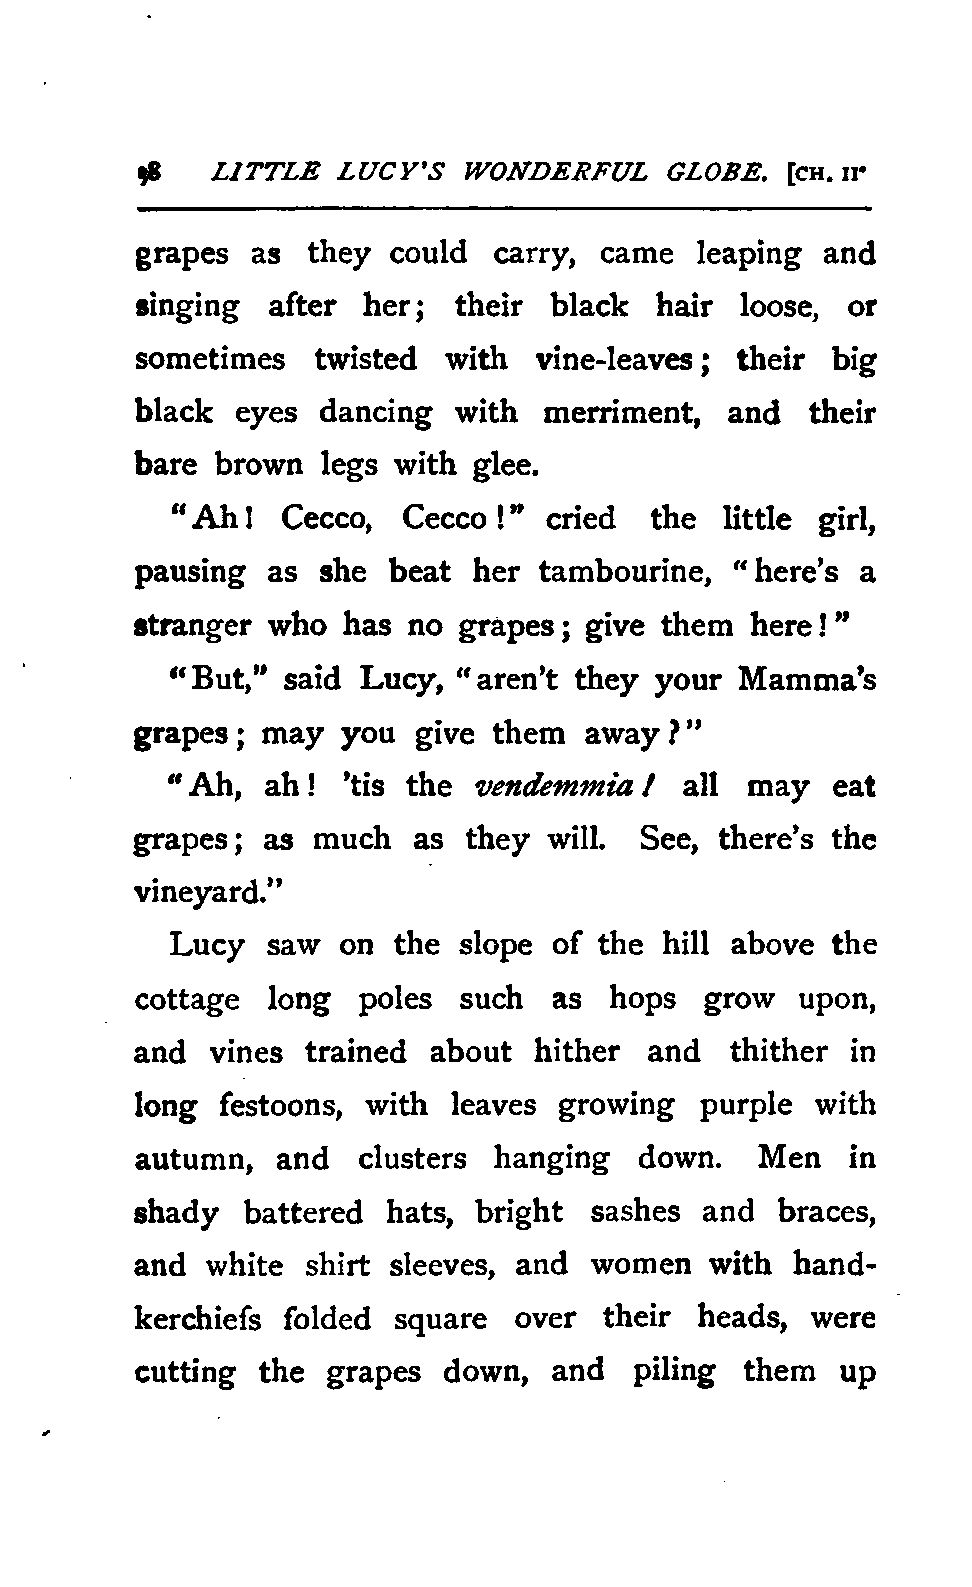 18 LITTLE LUCY'S WONDERFUL GLOBE. [CH. II.
grapes as they could carry, came leaping and
singing after her; their black hair loose, or
sometimes twisted with vine-leaves; their big
black eyes dancing with merriment, and their
bare brown legs with glee.
"Ah! Cecco, Cecco!" cried the little girl,
pausing as she beat her tambourine, "here's a
stranger who has no grapes; give them here!"
"But," said Lucy, "aren't they your Mamma's
grapes; may you give them away?"
"Ah, ah! 'tis the vendemmia! all may eat
grapes; as much as they will. See, there's the
vineyard."
Lucy saw on the slope of the hill above the
cottage long poles such as hops grow upon,
and vines trained about hither and thither in
long festoons, with leaves growing purple with
autumn, and clusters hanging down. Men in
shady battered hats, bright sashes and braces,
and white shirt sleeves, and women with hand-
kerchiefs folded square over their heads, were
cutting the grapes down, and piling them up